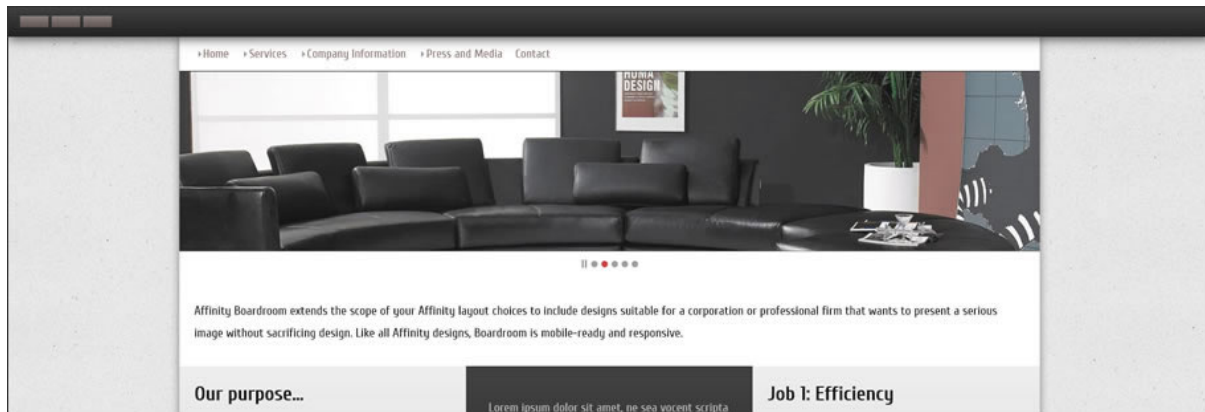 Home Services Company Information Press and Media Contact
HUMA
DESIGN
Affinity Boardroom extends the scope of your Affinity layout choices to include designs suitable for a corporation or professional firm that wants to present a serious
image without sacrificing design. Like all Affinity designs, Boardroom is mobile-ready and responsive.
Our purpose...
Lorem ipsum dolor sit amet, ne sea vocent scripta
Job 1: Efficiency